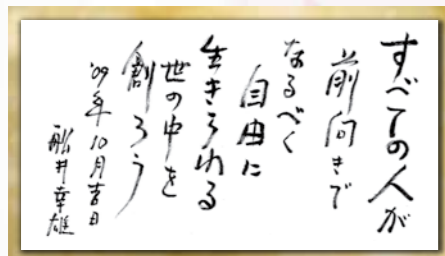 すべての人が
前向きで
なるべく
自由に
生きられる
世の中を
創ろう
'09年10月吉日
舩井幸雄